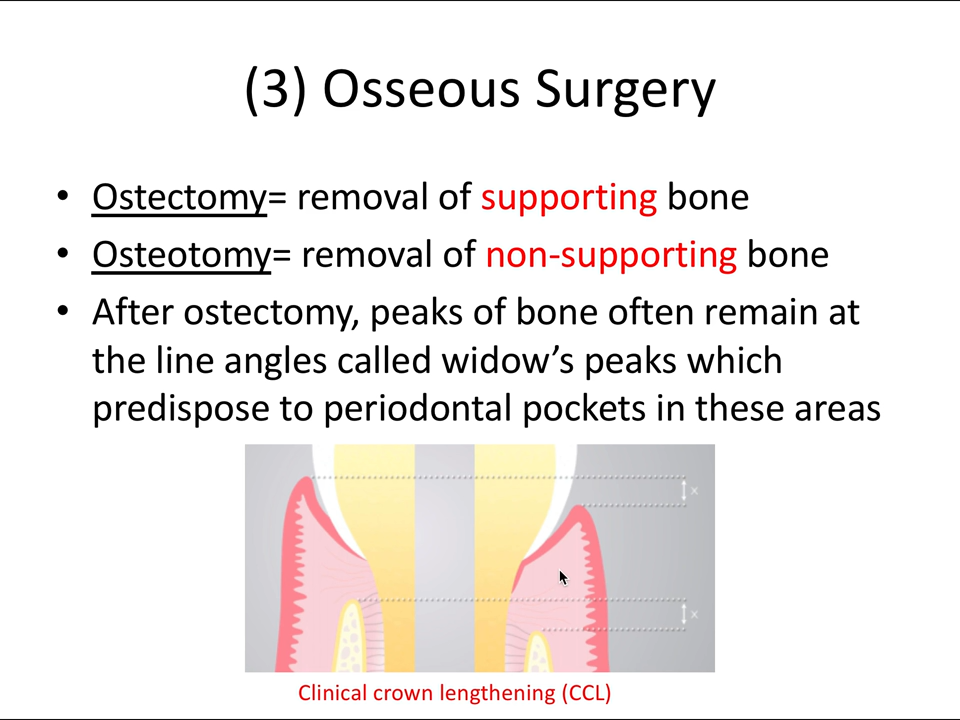 (3) Osseous Surgery
• Ostectomy= removal of supporting bone
• Osteotomy= removal of non-supporting bone
• After ostectomy, peaks of bone often remain at
the line angles called widow’s peaks which
predispose to periodontal pockets in these areas
x
x
Clinical crown lengthening (CCL)